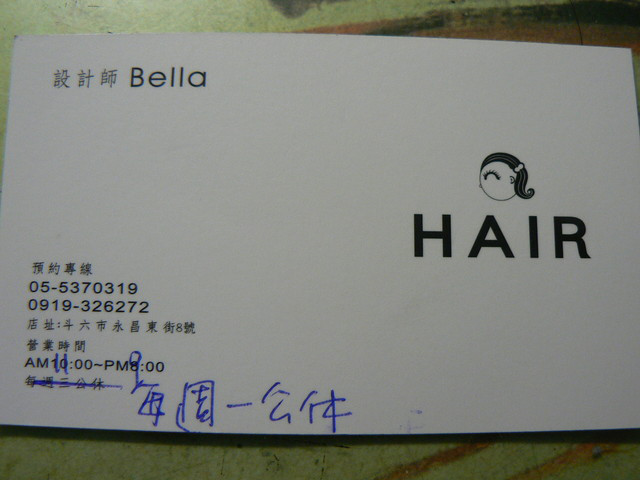 設計師 Bella
HAIR
預約專線
05-5370319
0919-326272
店址:斗六市永昌東街8號
營業時間
11 9
AM10:00~PM8:00
每週三公休
每週一公休